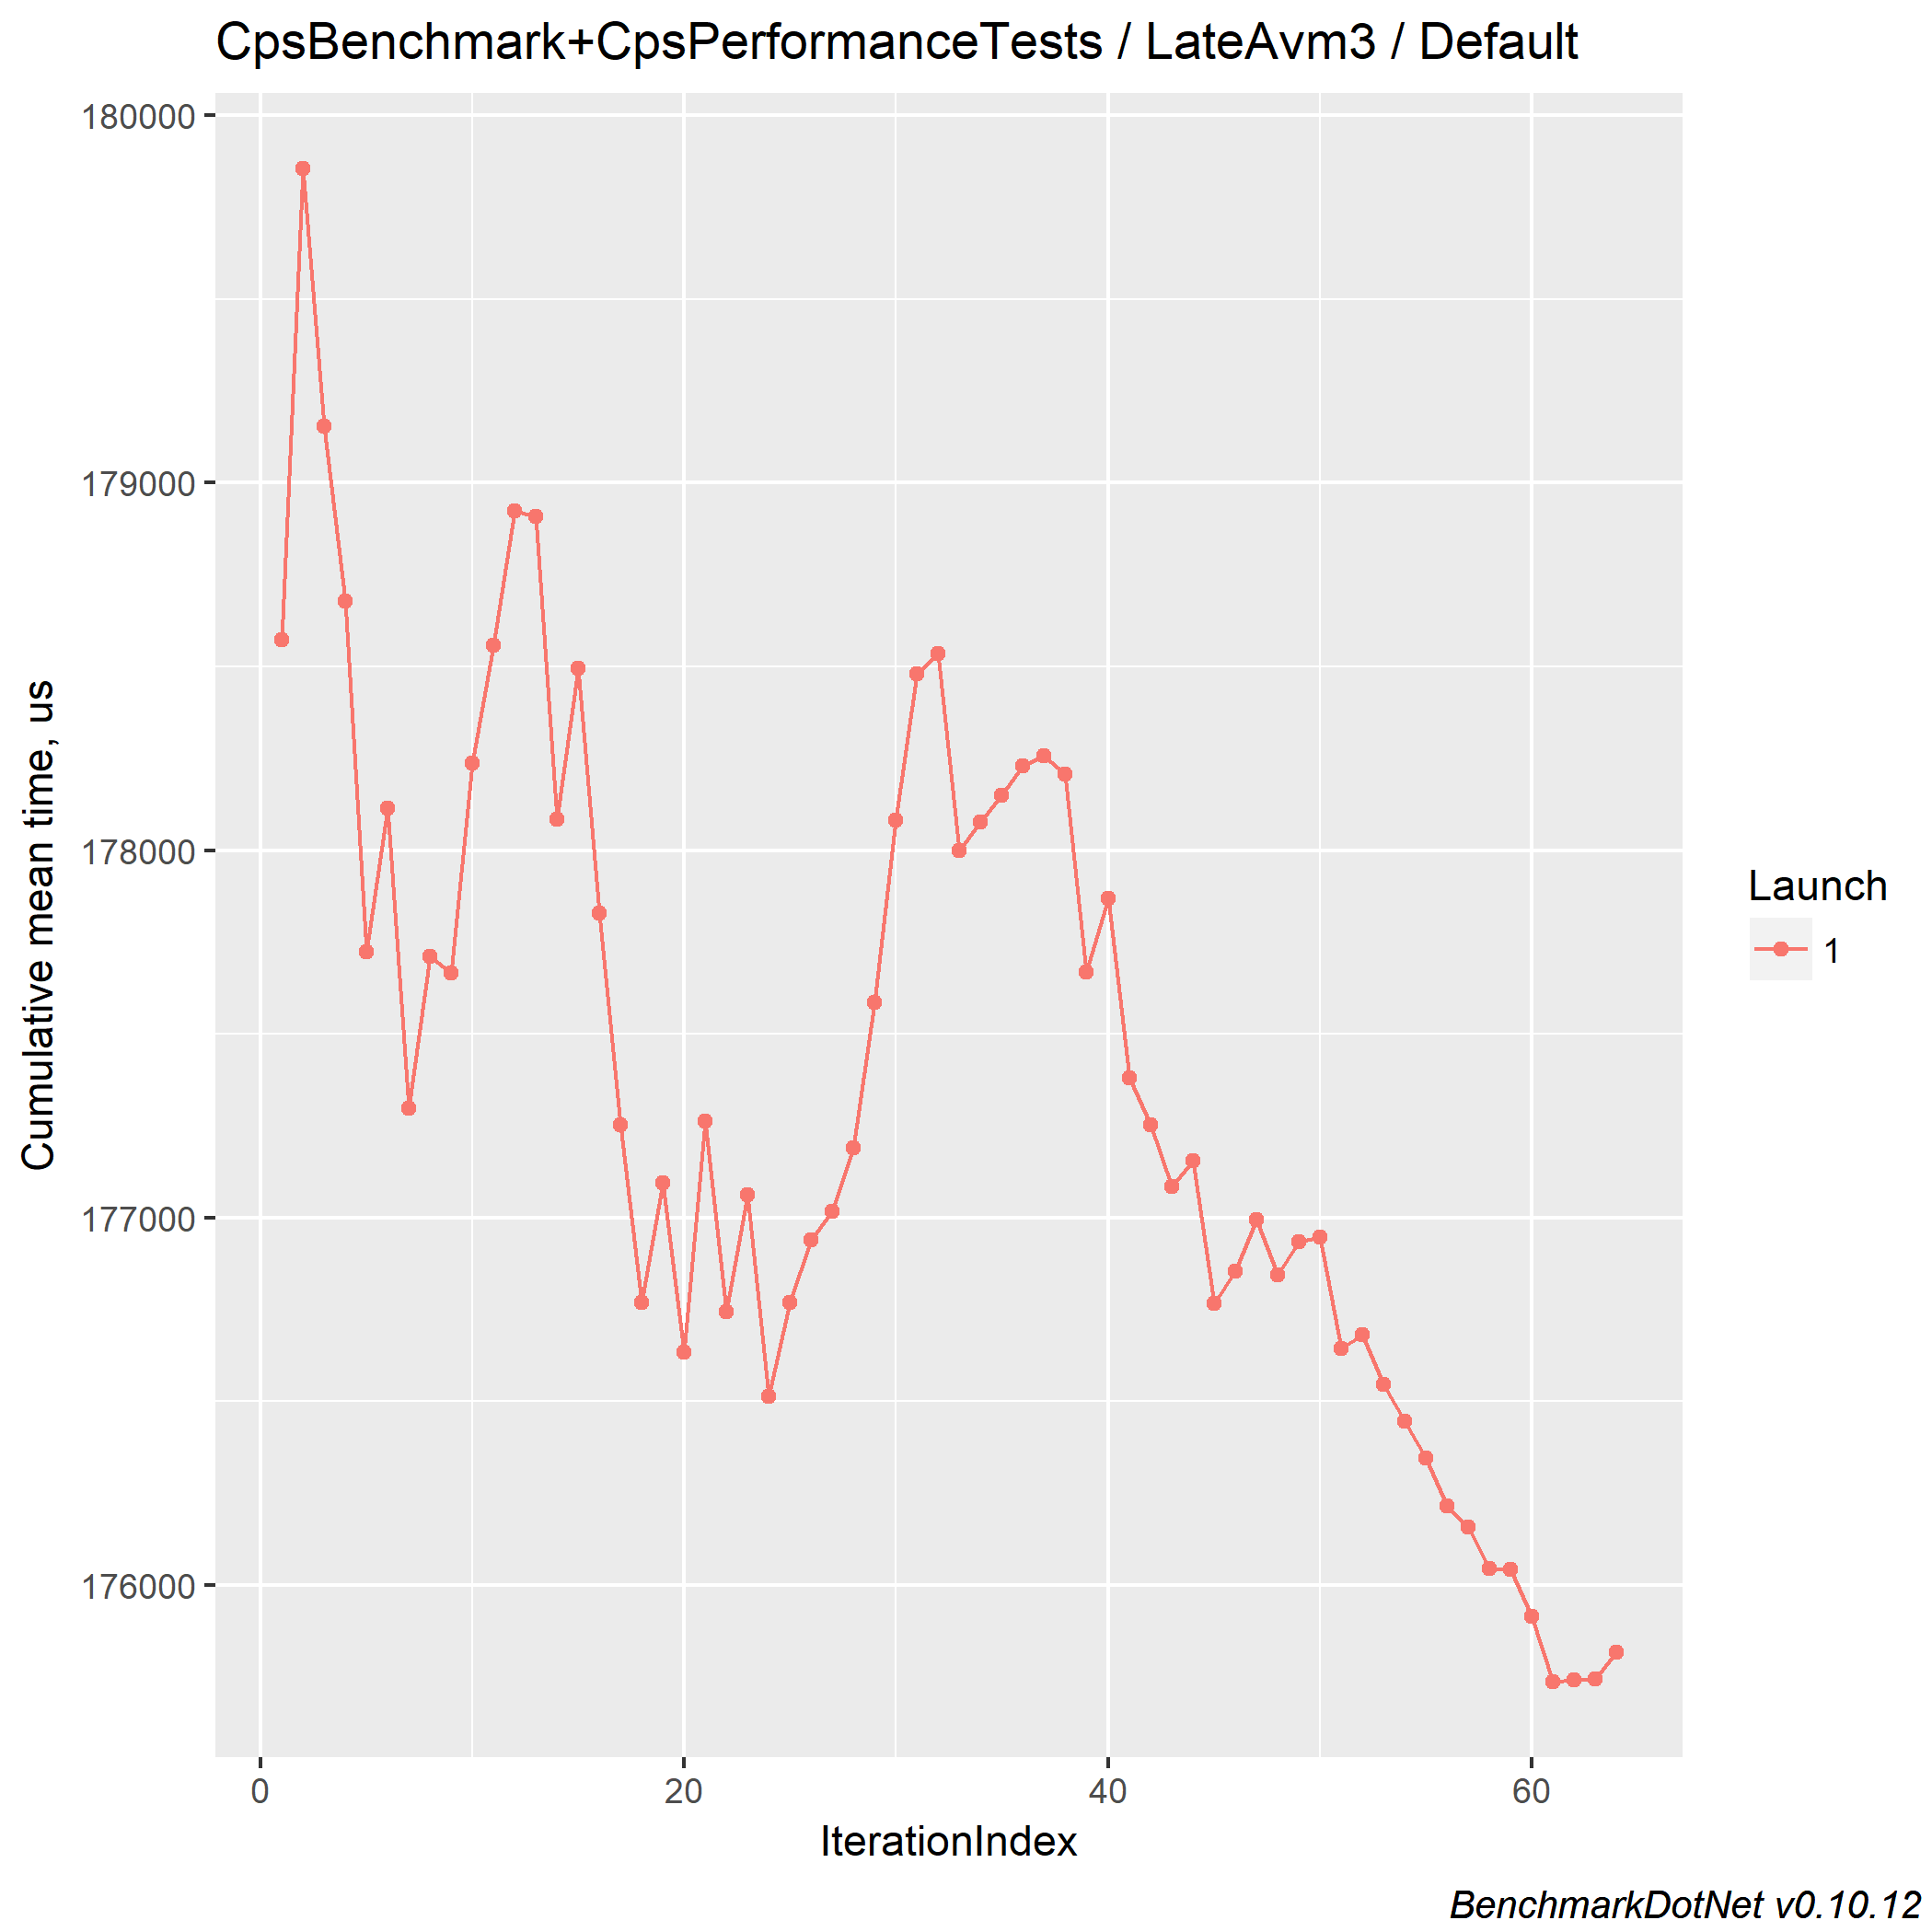 CpsBenchmark+CpsPerformanceTests / LateAvm3 / Default
Cumulative mean time, us
180000
179000
178000
177000
176000
0
20
40
60
IterationIndex
Launch
1
BenchmarkDotNet v0.10.12